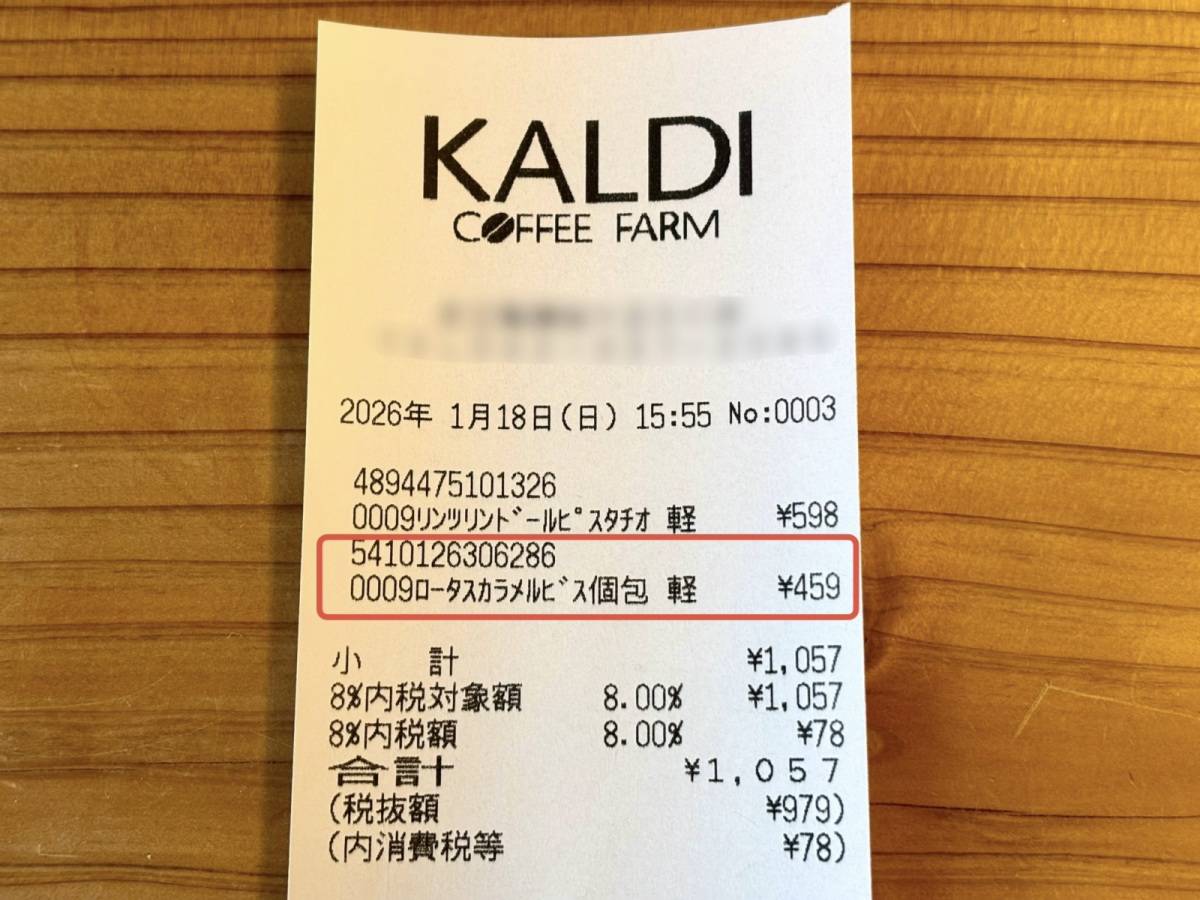 KALDI
COFFEE FARM
2026年 1月18日(日) 15:55 No:0003
4894475101326
0009ﾘﾝﾂﾘﾝﾄﾞｰﾙﾋﾟｽﾀﾁｵ 軽 ¥598
5410126306286
0009ﾛｰﾀｽｶﾗﾒﾙﾋﾞｽ個包 軽 ¥459
小 計 ¥1,057
8%内税対象額 8.00% ¥1,057
8%内税額 8.00% ¥78
合計 ¥1,057
(税抜額 ¥979)
(内消費税等 ¥78)